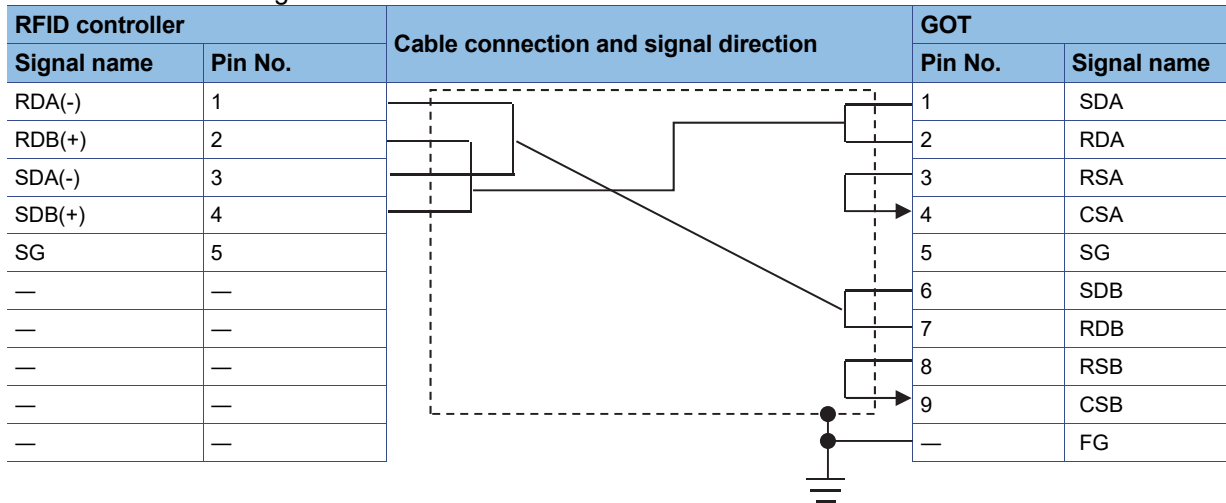 RFID controller Cable connection and signal direction GOT
Signal name Pin No. Pin No. Signal name
RDA(-) 1 1 SDA
RDB(+) 2 2 RDA
SDA(-) 3 3 RSA
SDB(+) 4 4 CSA
SG 5 5 SG
— — 6 SDB
— — 7 RDB
— — 8 RSB
— — 9 CSB
— — — FG